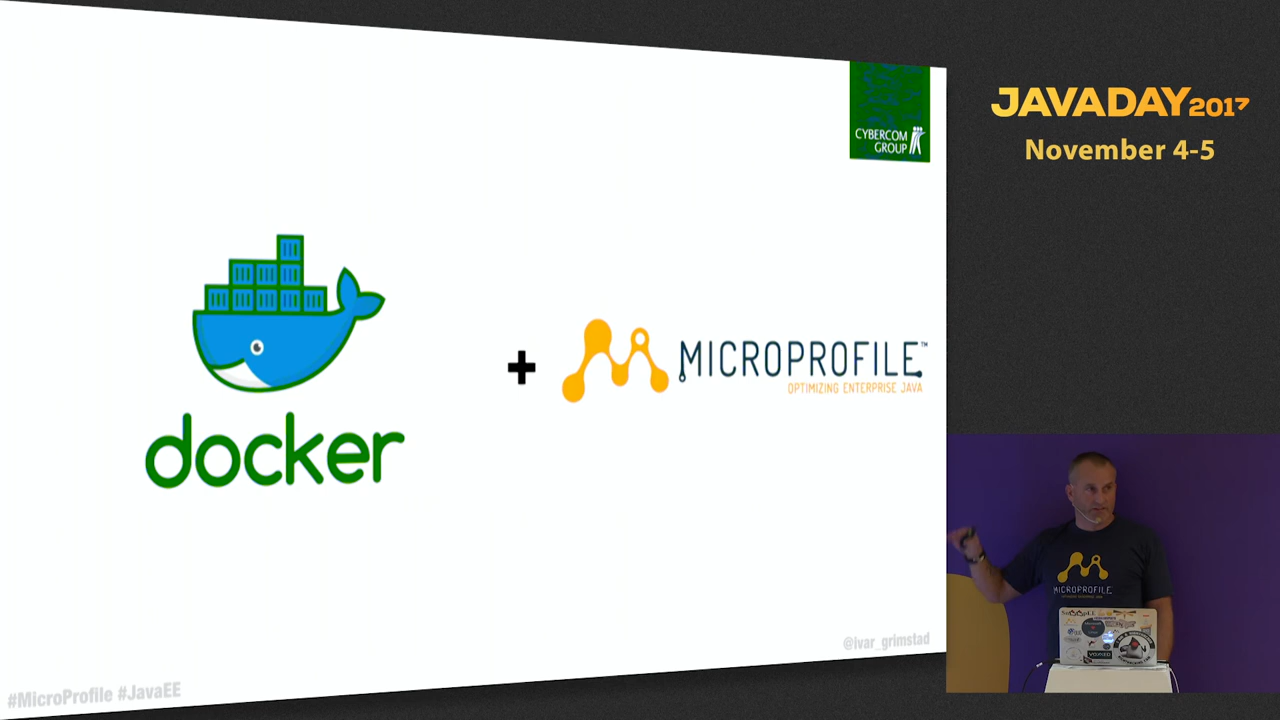 CYBERCOM
GROUP
docker
+
MICROPROFILE™
OPTIMIZING ENTERPRISE JAVA
@ivar_grimstad
#MicroProfile #JavaEE
JAVADAY2017
November 4-5
MICROPROFILE